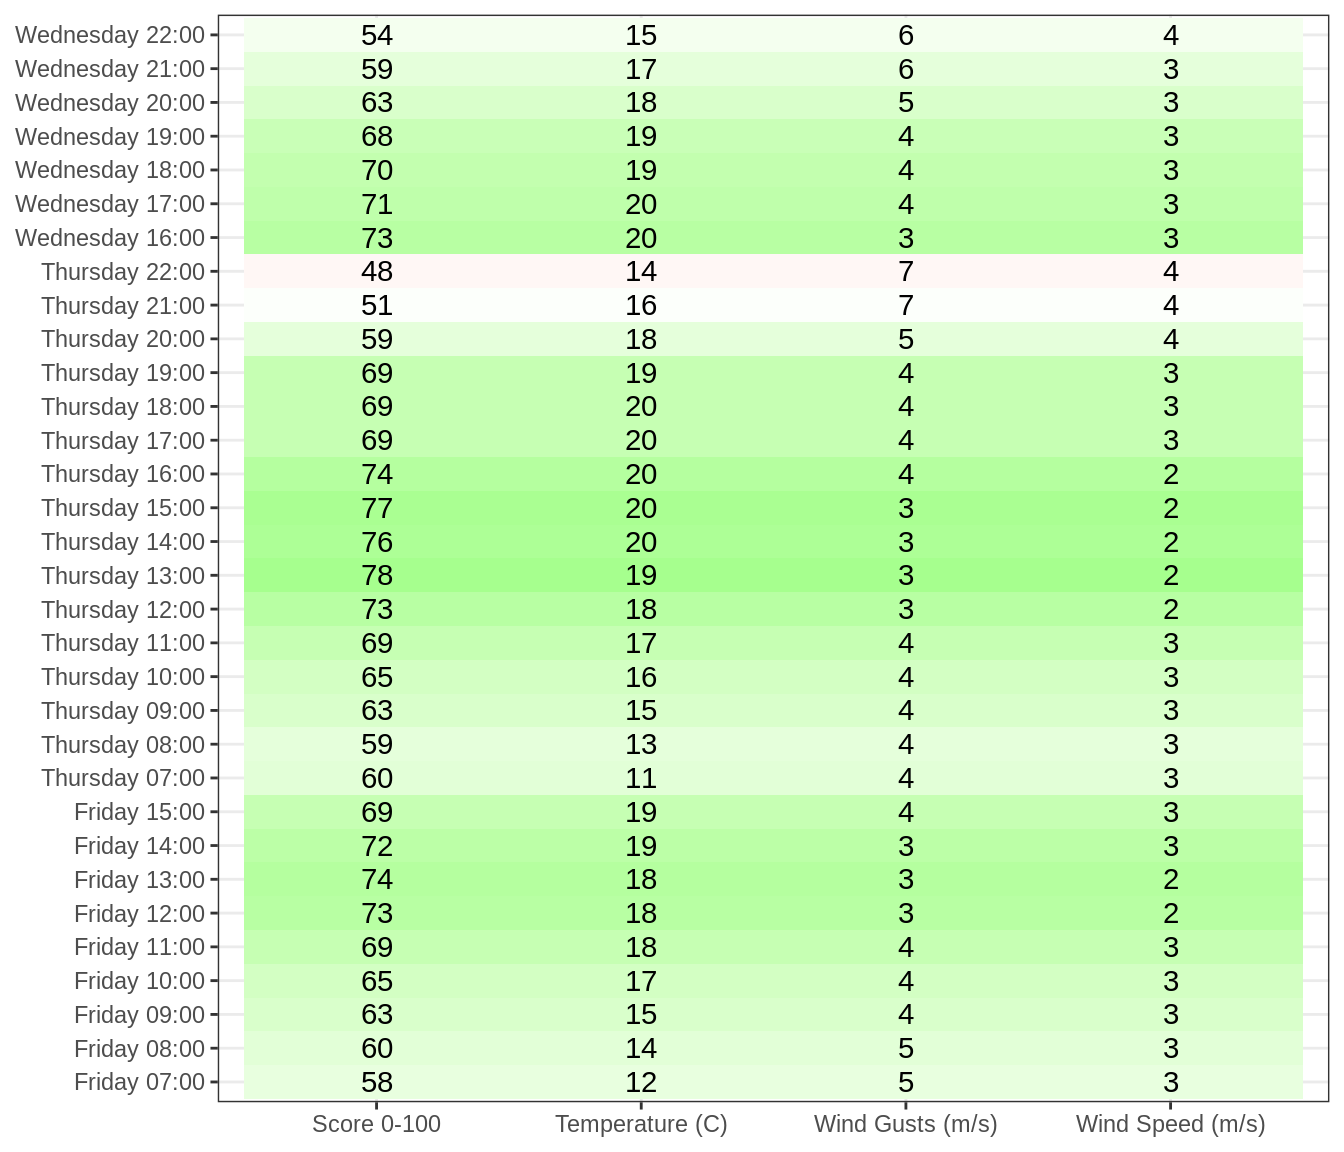 Wednesday 22:00 54 15 6 4
Wednesday 21:00 59 17 6 3
Wednesday 20:00 63 18 5 3
Wednesday 19:00 68 19 4 3
Wednesday 18:00 70 19 4 3
Wednesday 17:00 71 20 4 3
Wednesday 16:00 73 20 3 3
Thursday 22:00 48 14 7 4
Thursday 21:00 51 16 7 4
Thursday 20:00 59 18 5 4
Thursday 19:00 69 19 4 3
Thursday 18:00 69 20 4 3
Thursday 17:00 69 20 4 3
Thursday 16:00 74 20 4 2
Thursday 15:00 77 20 3 2
Thursday 14:00 76 20 3 2
Thursday 13:00 78 19 3 2
Thursday 12:00 73 18 3 2
Thursday 11:00 69 17 4 3
Thursday 10:00 65 16 4 3
Thursday 09:00 63 15 4 3
Thursday 08:00 59 13 4 3
Thursday 07:00 60 11 4 3
Friday 15:00 69 19 4 3
Friday 14:00 72 19 3 3
Friday 13:00 74 18 3 2
Friday 12:00 73 18 3 2
Friday 11:00 69 18 4 3
Friday 10:00 65 17 4 3
Friday 09:00 63 15 4 3
Friday 08:00 60 14 5 3
Friday 07:00 58 12 5 3
Score 0-100 Temperature (C) Wind Gusts (m/s) Wind Speed (m/s)